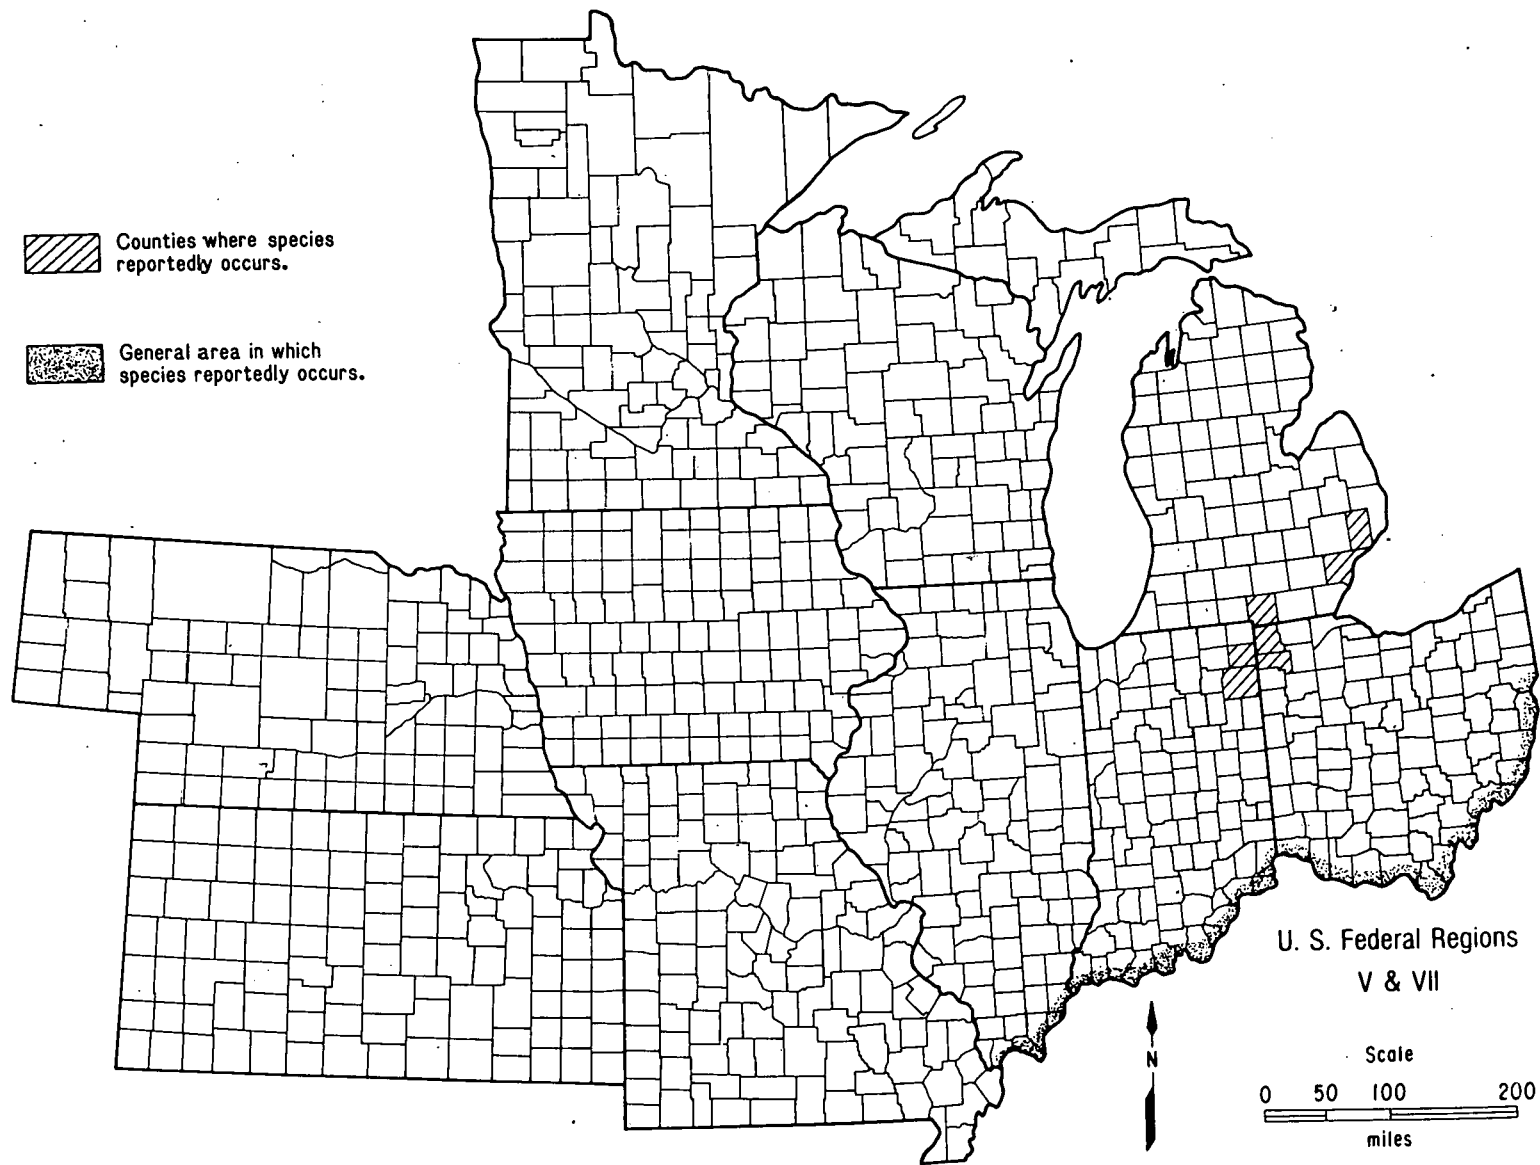 Counties where species
reportedly occurs.
General area in which
species reportedly occurs.
U. S. Federal Regions
V & VII
N
Scale
0 50 100 200
miles